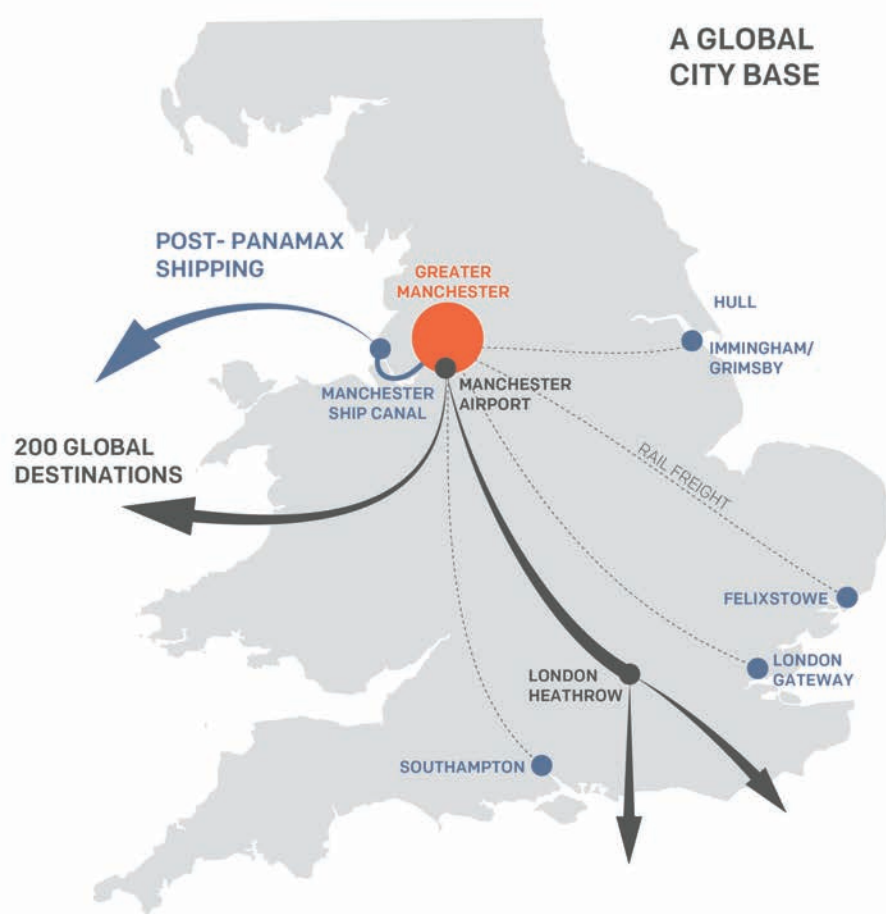 A GLOBAL
CITY BASE
POST- PANAMAX
SHIPPING
GREATER
MANCHESTER
HULL
IMMINGHAM/
GRIMSBY
MANCHESTER
SHIP CANAL
MANCHESTER
AIRPORT
200 GLOBAL
DESTINATIONS
RAIL FREIGHT
FELIXSTOWE
LONDON
GATEWAY
LONDON
HEATHROW
SOUTHAMPTON